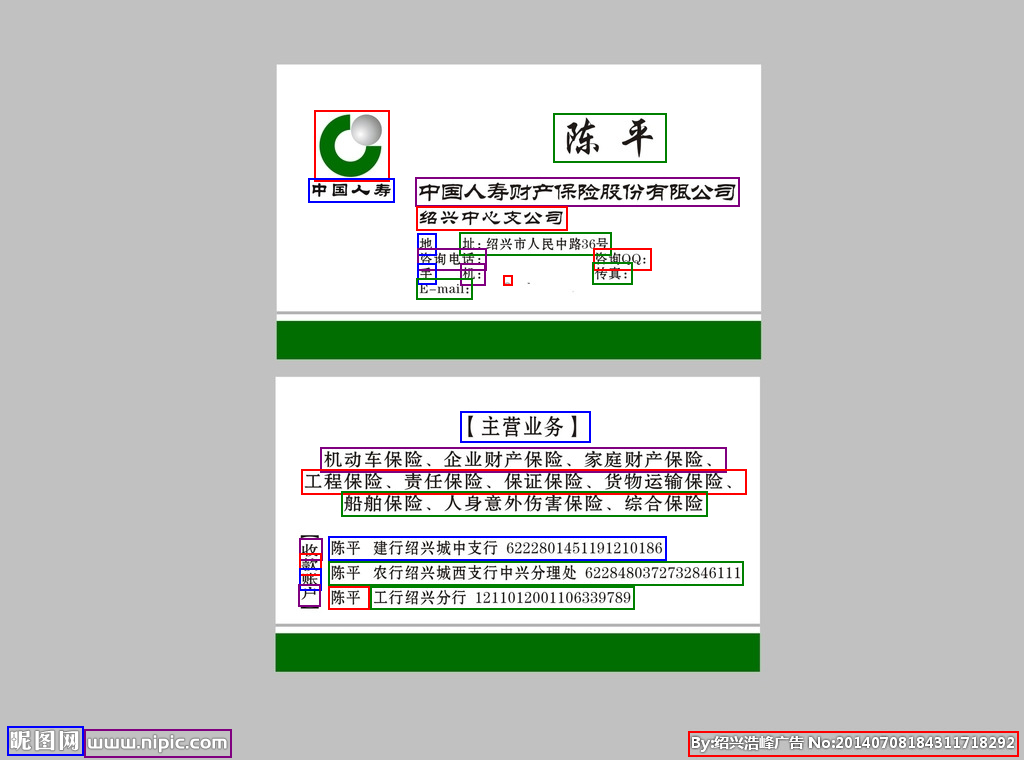 陈 平
中国人寿
中国人寿财产保险股份有限公司
绍兴中心支公司
地 址:绍兴市人民中路36号
咨询电话: 咨询QQ:
手 机: 传真:
E-mail:
【主营业务】
机动车保险、企业财产保险、家庭财产保险、
工程保险、责任保险、保证保险、货物运输保险、
船舶保险、人身意外伤害保险、综合保险
【收款账户】
陈平 建行绍兴城中支行 6222801451191210186
陈平 农行绍兴城西支行中兴分理处 6228480372732846111
陈平 工行绍兴分行 1211012001106339789
昵图网 www.nipic.com
By:绍兴浩峰广告 No:20140708184311718292